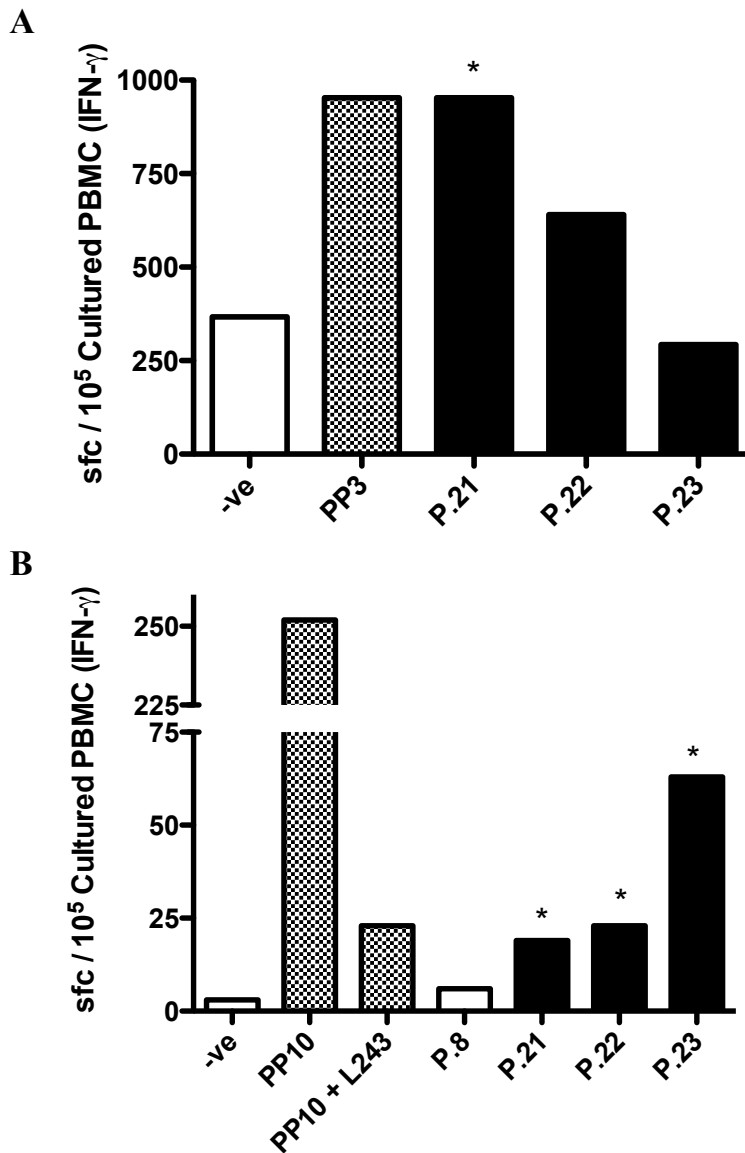 A
sfc / 10⁵ Cultured PBMC (IFN-γ)
1000
750
500
250
0
*
-ve
PP3
P.21
P.22
P.23
B
sfc / 10⁵ Cultured PBMC (IFN-γ)
250
225
75
50
25
0
*
*
*
-ve
PP10
PP10 + L243
P.8
P.21
P.22
P.23